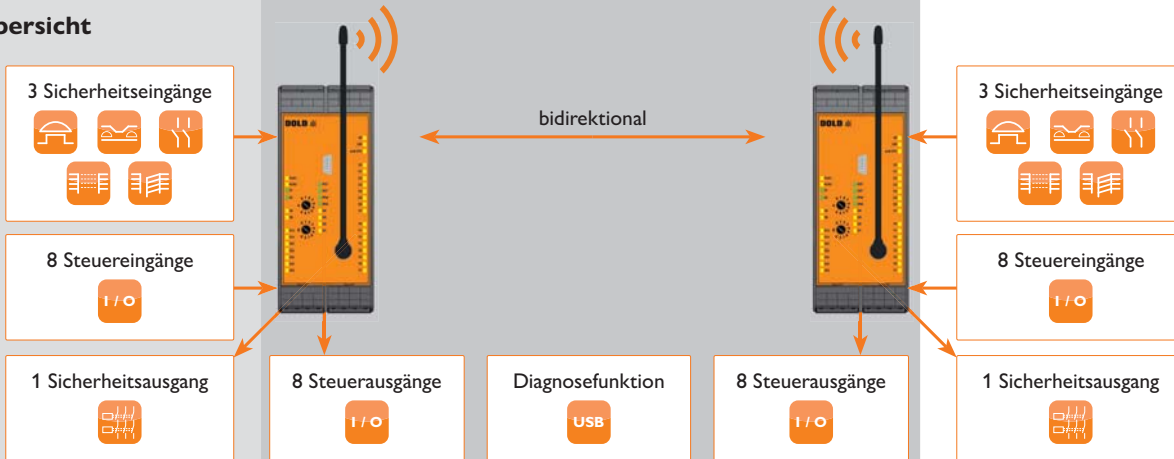 bersicht
3 Sicherheitseingänge
bidirektional
3 Sicherheitseingänge
DOLD
DOLD
8 Steuereingänge
I / O
8 Steuereingänge
I / O
1 Sicherheitsausgang
8 Steuerausgänge
I / O
Diagnosefunktion
USB
8 Steuerausgänge
I / O
1 Sicherheitsausgang